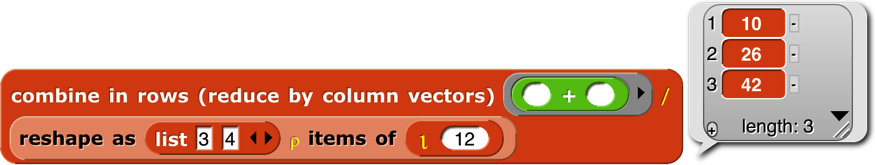 combine in rows (reduce by column vectors) + /
reshape as list 3 4 ρ items of ι 12
1 10 -
2 26 -
3 42 -
+ length: 3